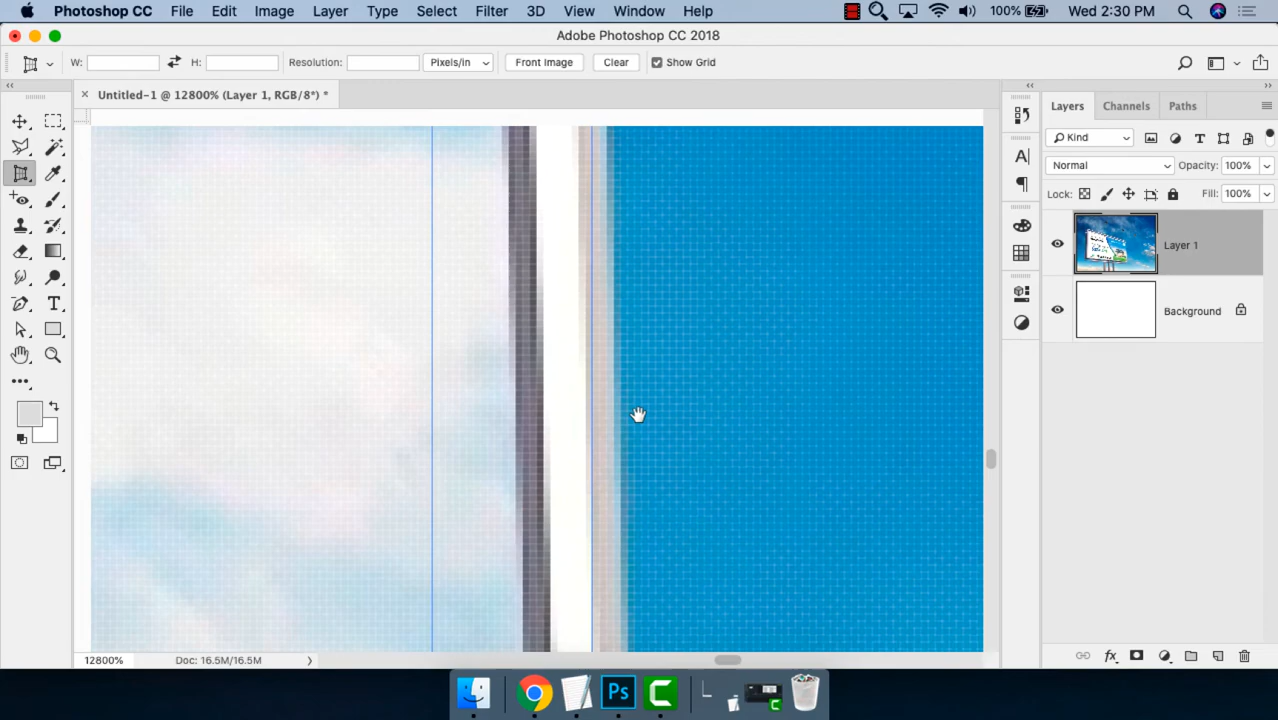 Photoshop CC File Edit Image Layer Type Select Filter 3D View Window Help 100% Wed 2:30 PM
Adobe Photoshop CC 2018
W: H: Resolution: Pixels/in Front Image Clear Show Grid
Untitled-1 @ 12800% (Layer 1, RGB/8*) *
Layers Channels Paths
Kind
Normal Opacity: 100%
Lock: Fill: 100%
Layer 1
Background
12800% Doc: 16.5M/16.5M